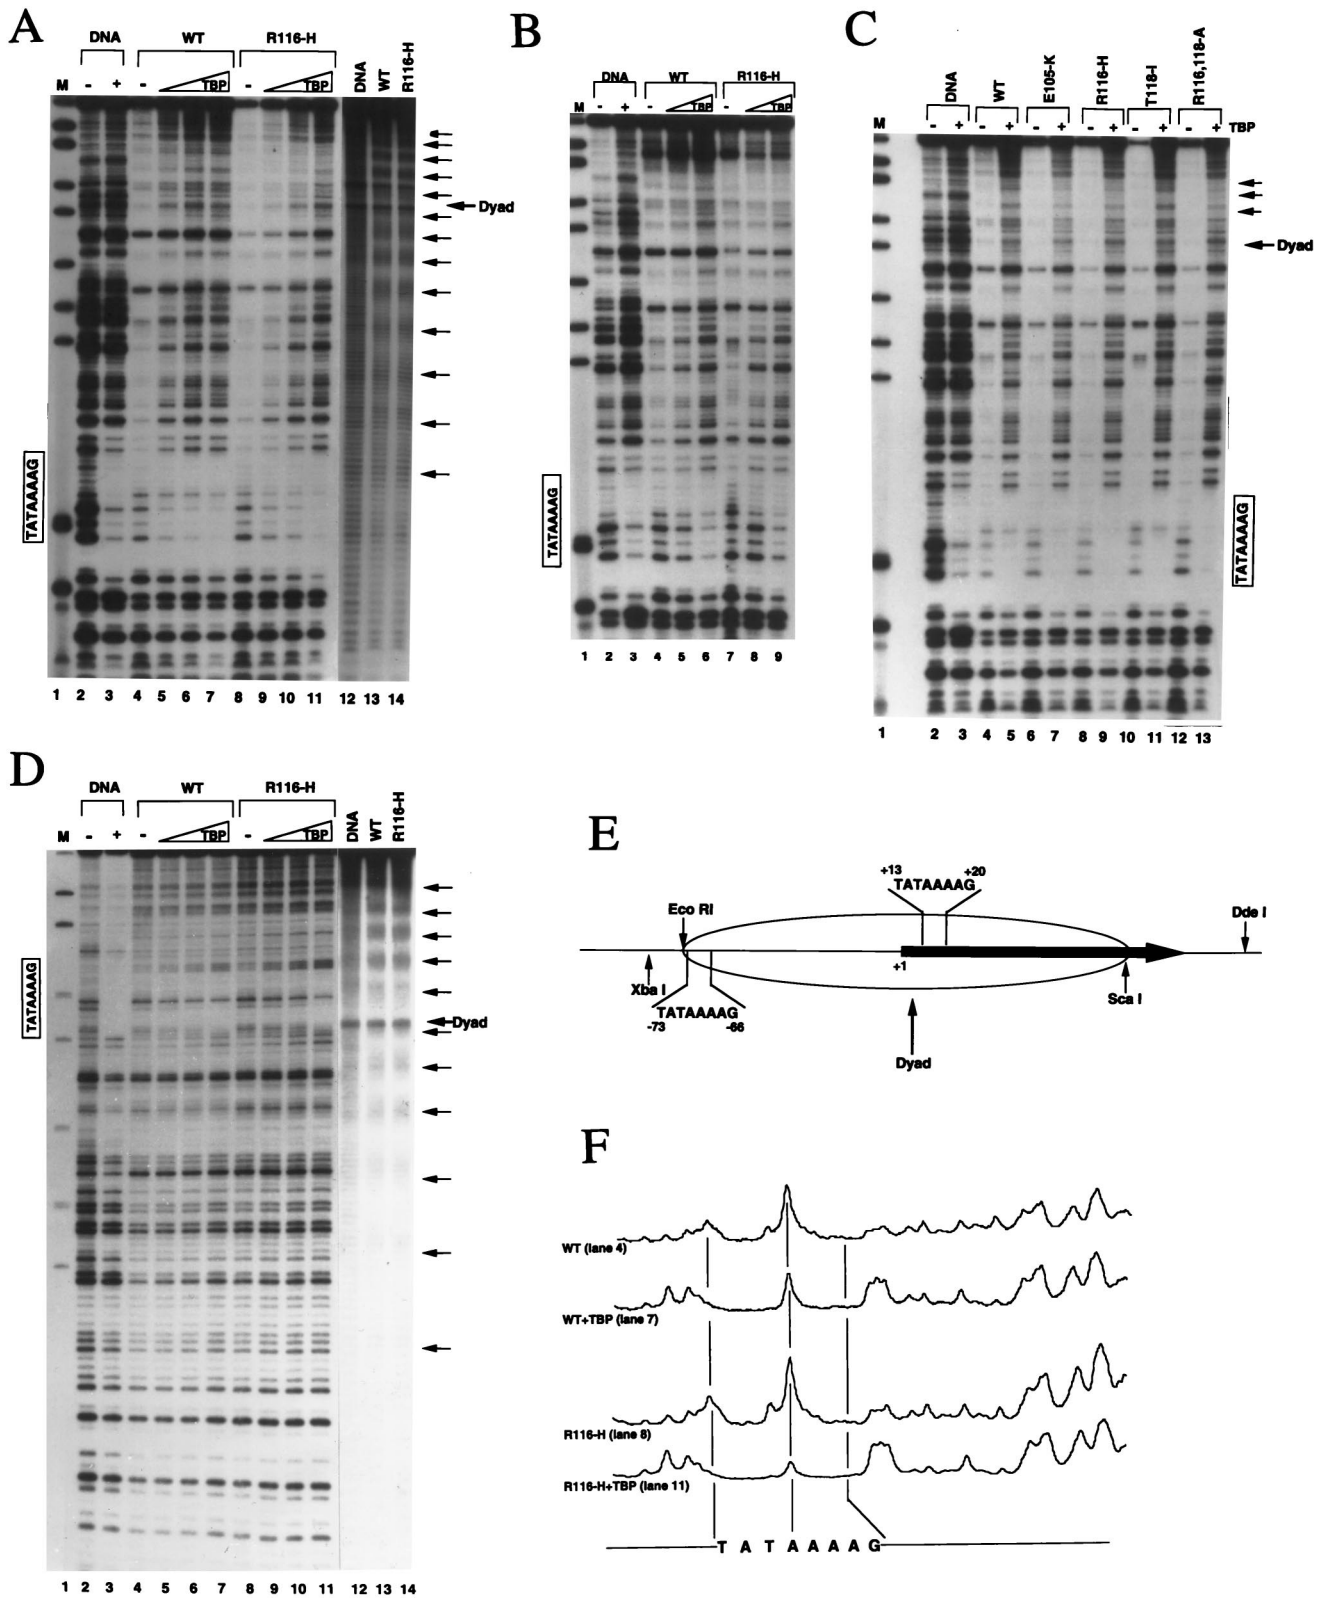 A
DNA WT R116-H
DNA WT R116-H
M - + - TBP - TBP
Dyad
TATAAAAG
1 2 3 4 5 6 7 8 9 10 11 12 13 14
B
DNA WT R116-H
M - + - TBP - TBP
TATAAAAG
1 2 3 4 5 6 7 8 9
C
DNA WT E105-K R116-H T118-I R116,118-A
M - + - + - + - + - + - + TBP
Dyad
TATAAAAG
1 2 3 4 5 6 7 8 9 10 11 12 13
D
DNA WT R116-H
DNA WT R116-H
M - + - TBP - TBP
Dyad
TATAAAAG
1 2 3 4 5 6 7 8 9 10 11 12 13 14
E
+13 +20
TATAAAAG
Eco RI
Dde I
+1
Xba I
Sca I
TATAAAAG
-73 -66
Dyad
F
WT (lane 4)
WT+TBP (lane 7)
R116-H (lane 8)
R116-H+TBP (lane 11)
T A T A A A A G